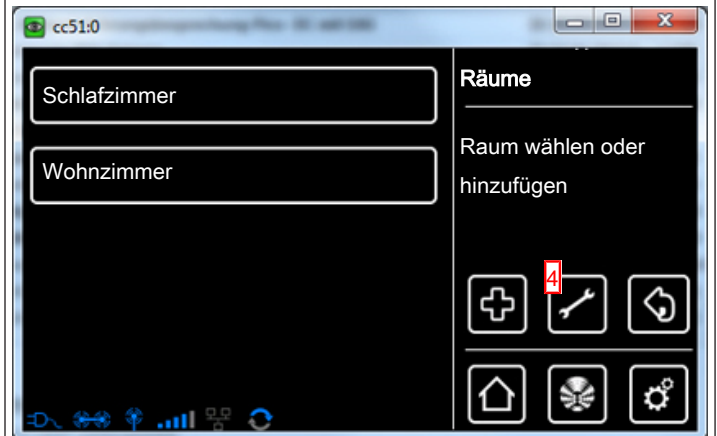 cc51:0
Schlafzimmer
Wohnzimmer
Räume
Raum wählen oder
hinzufügen
4